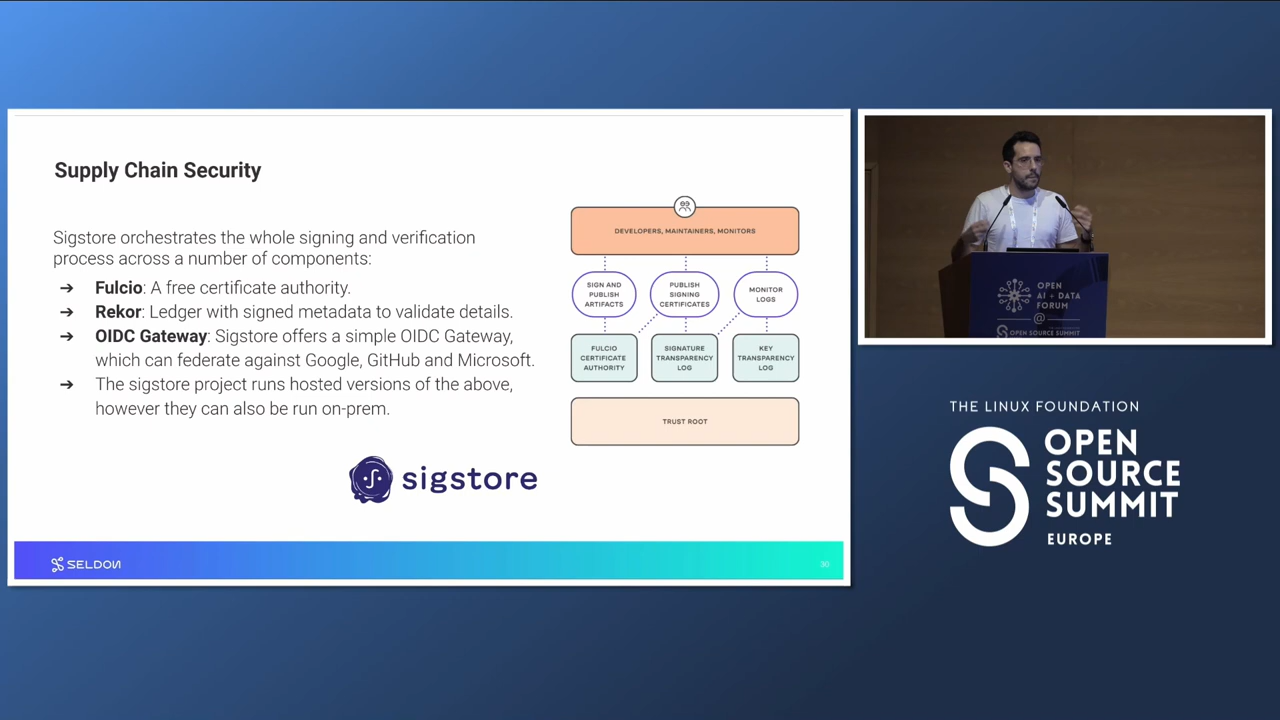 Supply Chain Security
Sigstore orchestrates the whole signing and verification
process across a number of components:
➔ Fulcio: A free certificate authority.
➔ Rekor: Ledger with signed metadata to validate details.
➔ OIDC Gateway: Sigstore offers a simple OIDC Gateway,
which can federate against Google, GitHub and Microsoft.
➔ The sigstore project runs hosted versions of the above,
however they can also be run on-prem.
sigstore
DEVELOPERS, MAINTAINERS, MONITORS
SIGN AND
PUBLISH
ARTIFACTS
PUBLISH
SIGNING
CERTIFICATES
MONITOR
LOGS
FULCIO
CERTIFICATE
AUTHORITY
SIGNATURE
TRANSPARENCY
LOG
KEY
TRANSPARENCY
LOG
TRUST ROOT
SELDON
30
OPEN
AI + DATA
FORUM
@
OPEN SOURCE SUMMIT
THE LINUX FOUNDATION
OPEN
SOURCE
SUMMIT
EUROPE